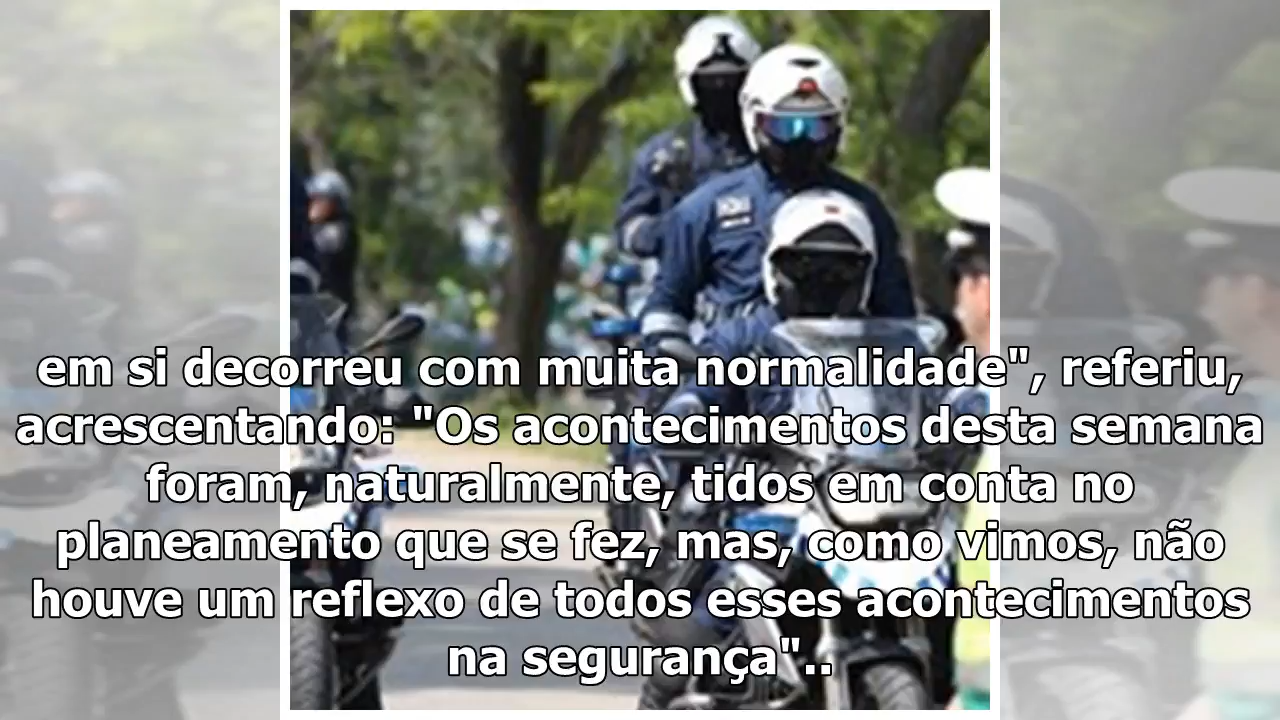 em si decorreu com muita normalidade", referiu,
acrescentando: "Os acontecimentos desta semana
foram, naturalmente, tidos em conta no
planeamento que se fez, mas, como vimos, não
houve um reflexo de todos esses acontecimentos
na segurança"..